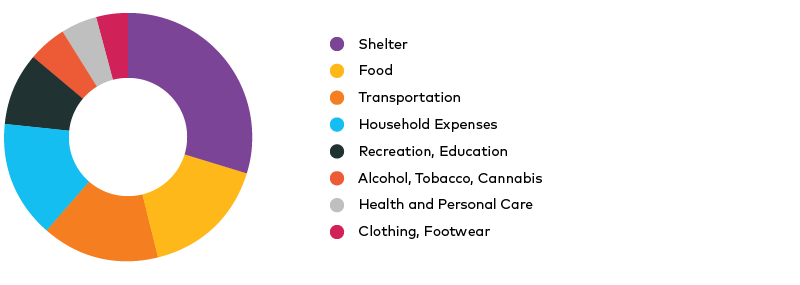 Shelter
Food
Transportation
Household Expenses
Recreation, Education
Alcohol, Tobacco, Cannabis
Health and Personal Care
Clothing, Footwear